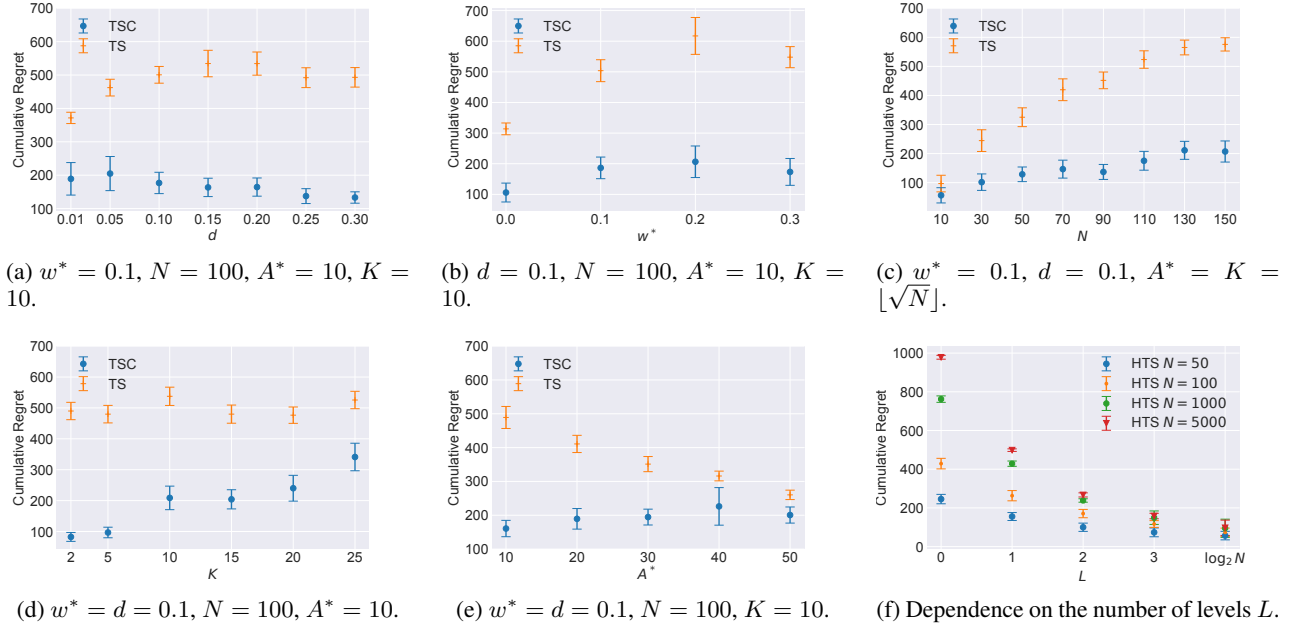 700
600
500
400
300
200
100
Cumulative Regret
TSC
TS
0.01 0.05 0.10 0.15 0.20 0.25 0.30
d
(a) w* = 0.1, N = 100, A* = 10, K =
10.
700
600
500
400
300
200
100
0
Cumulative Regret
TSC
TS
0.0 0.1 0.2 0.3
w*
(b) d = 0.1, N = 100, A* = 10, K =
10.
700
600
500
400
300
200
100
Cumulative Regret
TSC
TS
10 30 50 70 90 110 130 150
N
(c) w* = 0.1, d = 0.1, A* = K =
⌊√N⌋.
700
600
500
400
300
200
100
Cumulative Regret
TSC
TS
2 5 10 15 20 25
K
(d) w* = d = 0.1, N = 100, A* = 10.
700
600
500
400
300
200
100
Cumulative Regret
TSC
TS
10 20 30 40 50
A*
(e) w* = d = 0.1, N = 100, K = 10.
1000
800
600
400
200
0
Cumulative Regret
HTS N = 50
HTS N = 100
HTS N = 1000
HTS N = 5000
0 1 2 3 log₂ N
L
(f) Dependence on the number of levels L.